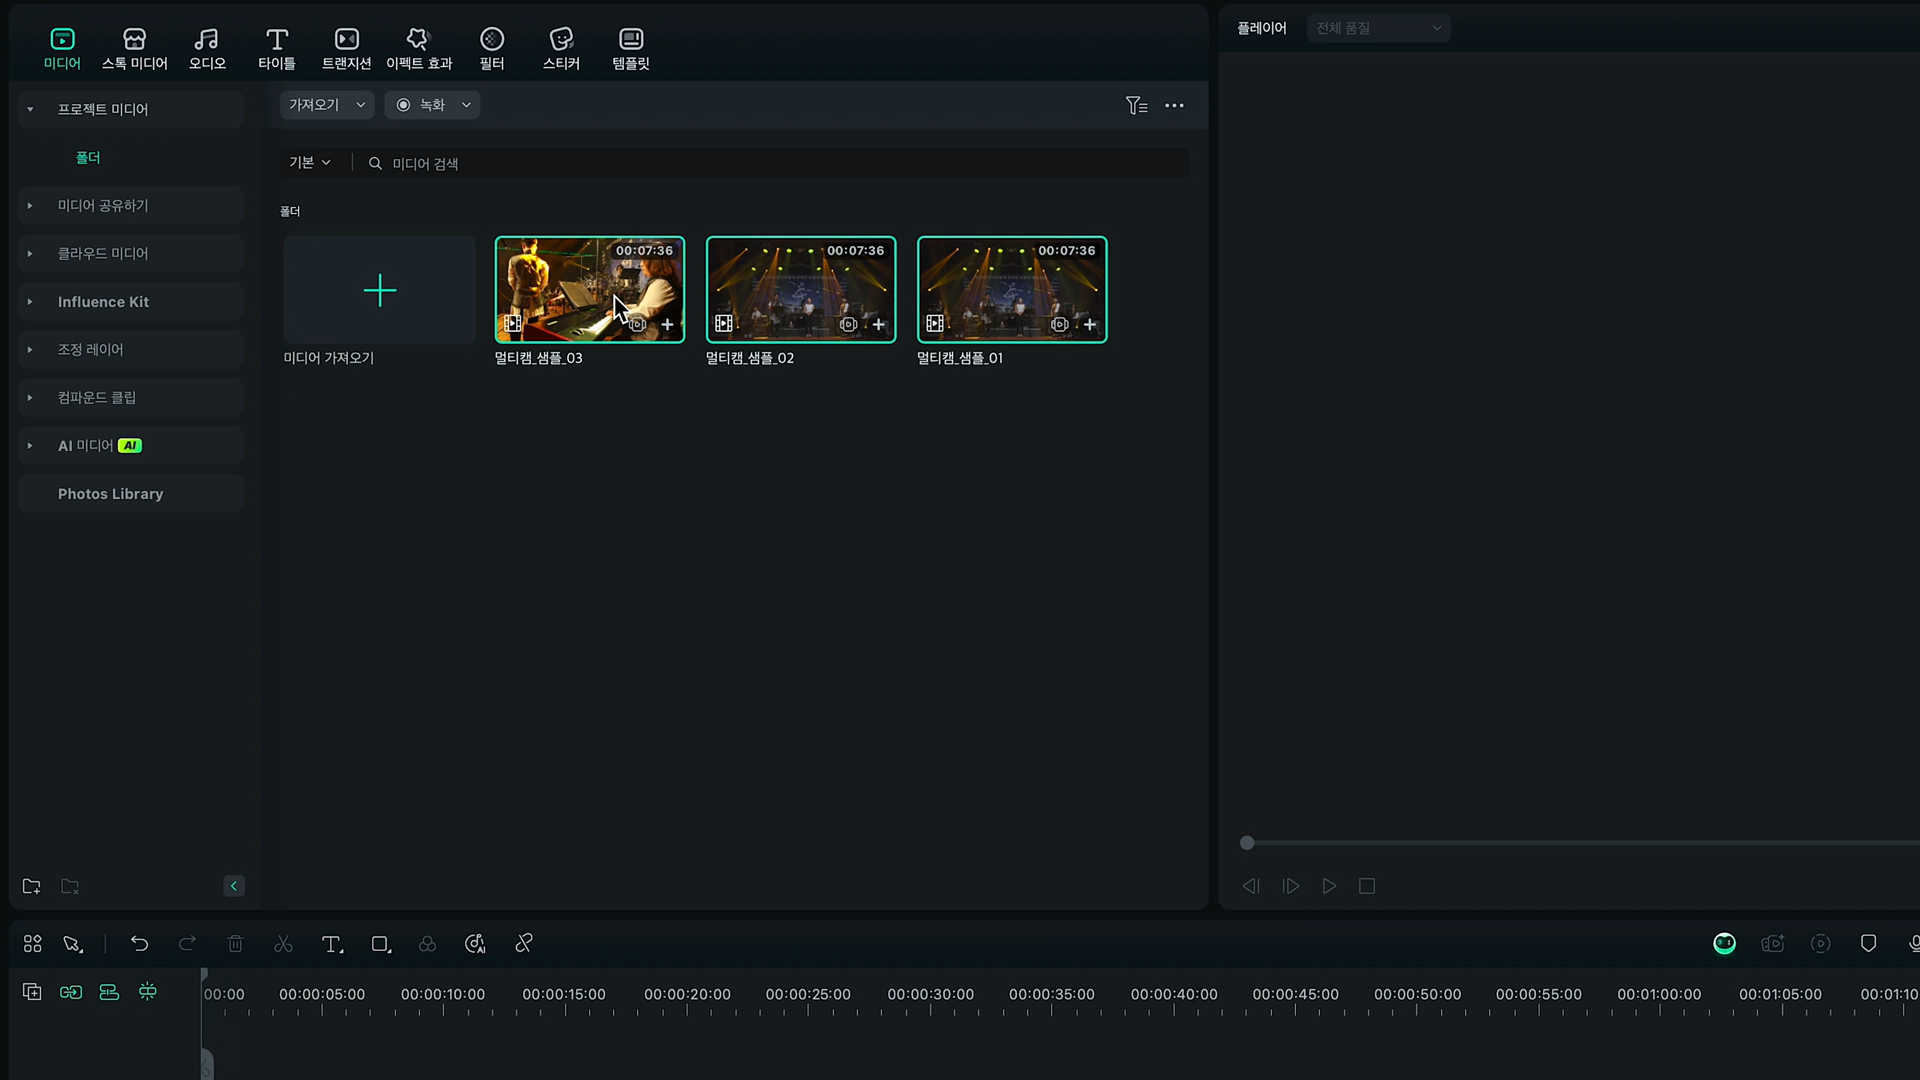 미디어
스톡 미디어
오디오
타이틀
트랜지션
이펙트 효과
필터
스티커
템플릿
플레이어
전체 품질
프로젝트 미디어
폴더
미디어 공유하기
클라우드 미디어
Influence Kit
조정 레이어
컴파운드 클립
AI 미디어 AI
Photos Library
가져오기
녹화
기본
미디어 검색
폴더
00:07:36
00:07:36
00:07:36
미디어 가져오기
멀티캠_샘플_03
멀티캠_샘플_02
멀티캠_샘플_01
00:00 00:00:05:00 00:00:10:00 00:00:15:00 00:00:20:00 00:00:25:00 00:00:30:00 00:00:35:00 00:00:40:00 00:00:45:00 00:00:50:00 00:00:55:00 00:01:00:00 00:01:05:00 00:01:10